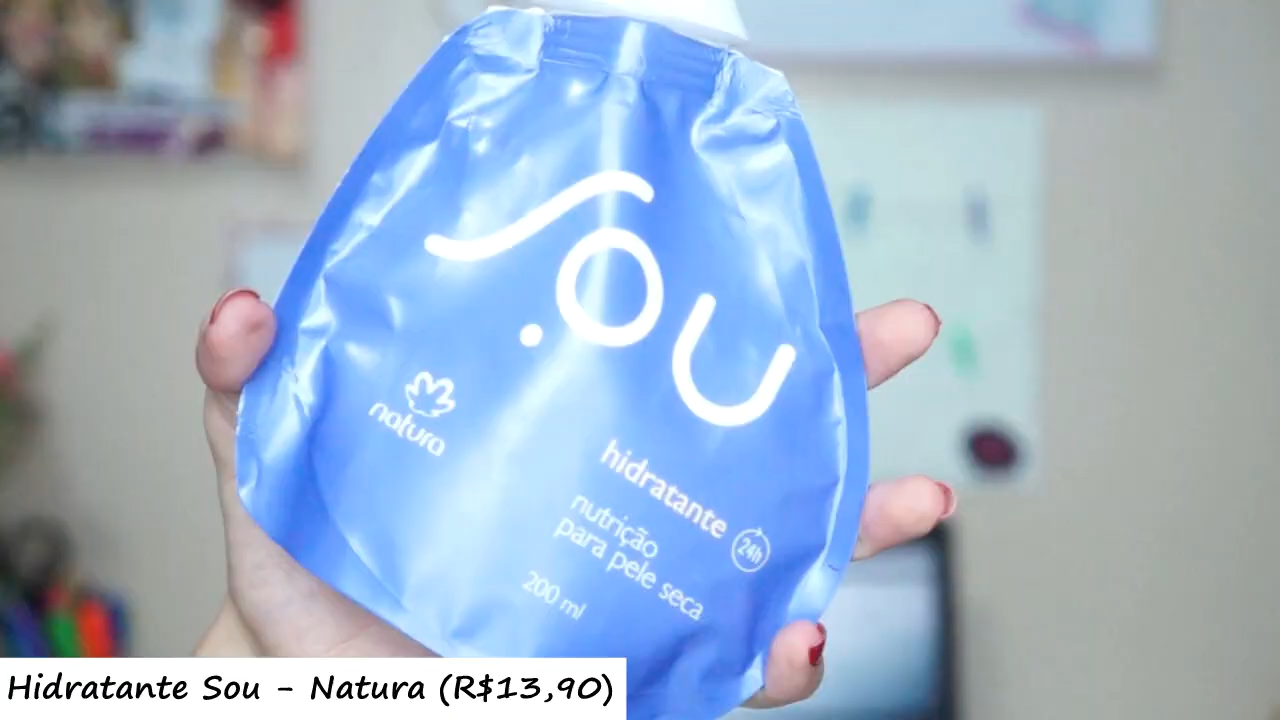 SOU
natura
hidratante
24h
nutrição
para pele seca
200 ml
Hidratante Sou - Natura (R$13,90)